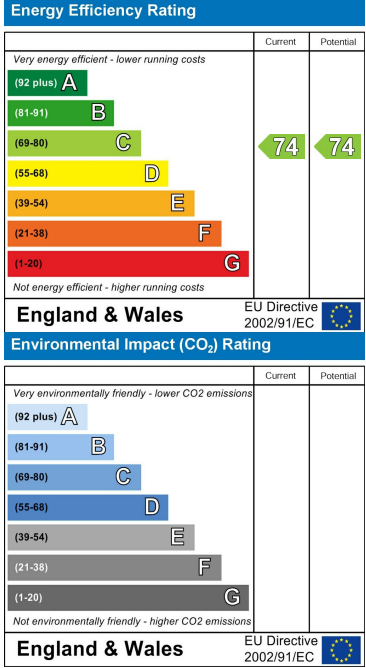 Energy Efficiency Rating
Current Potential
Very energy efficient - lower running costs
(92 plus) A
(81-91) B
(69-80) C
74 74
(55-68) D
(39-54) E
(21-38) F
(1-20) G
Not energy efficient - higher running costs
England & Wales
EU Directive
2002/91/EC
Environmental Impact (CO₂) Rating
Current Potential
Very environmentally friendly - lower CO2 emissions
(92 plus) A
(81-91) B
(69-80) C
(55-68) D
(39-54) E
(21-38) F
(1-20) G
Not environmentally friendly - higher CO2 emissions
England & Wales
EU Directive
2002/91/EC